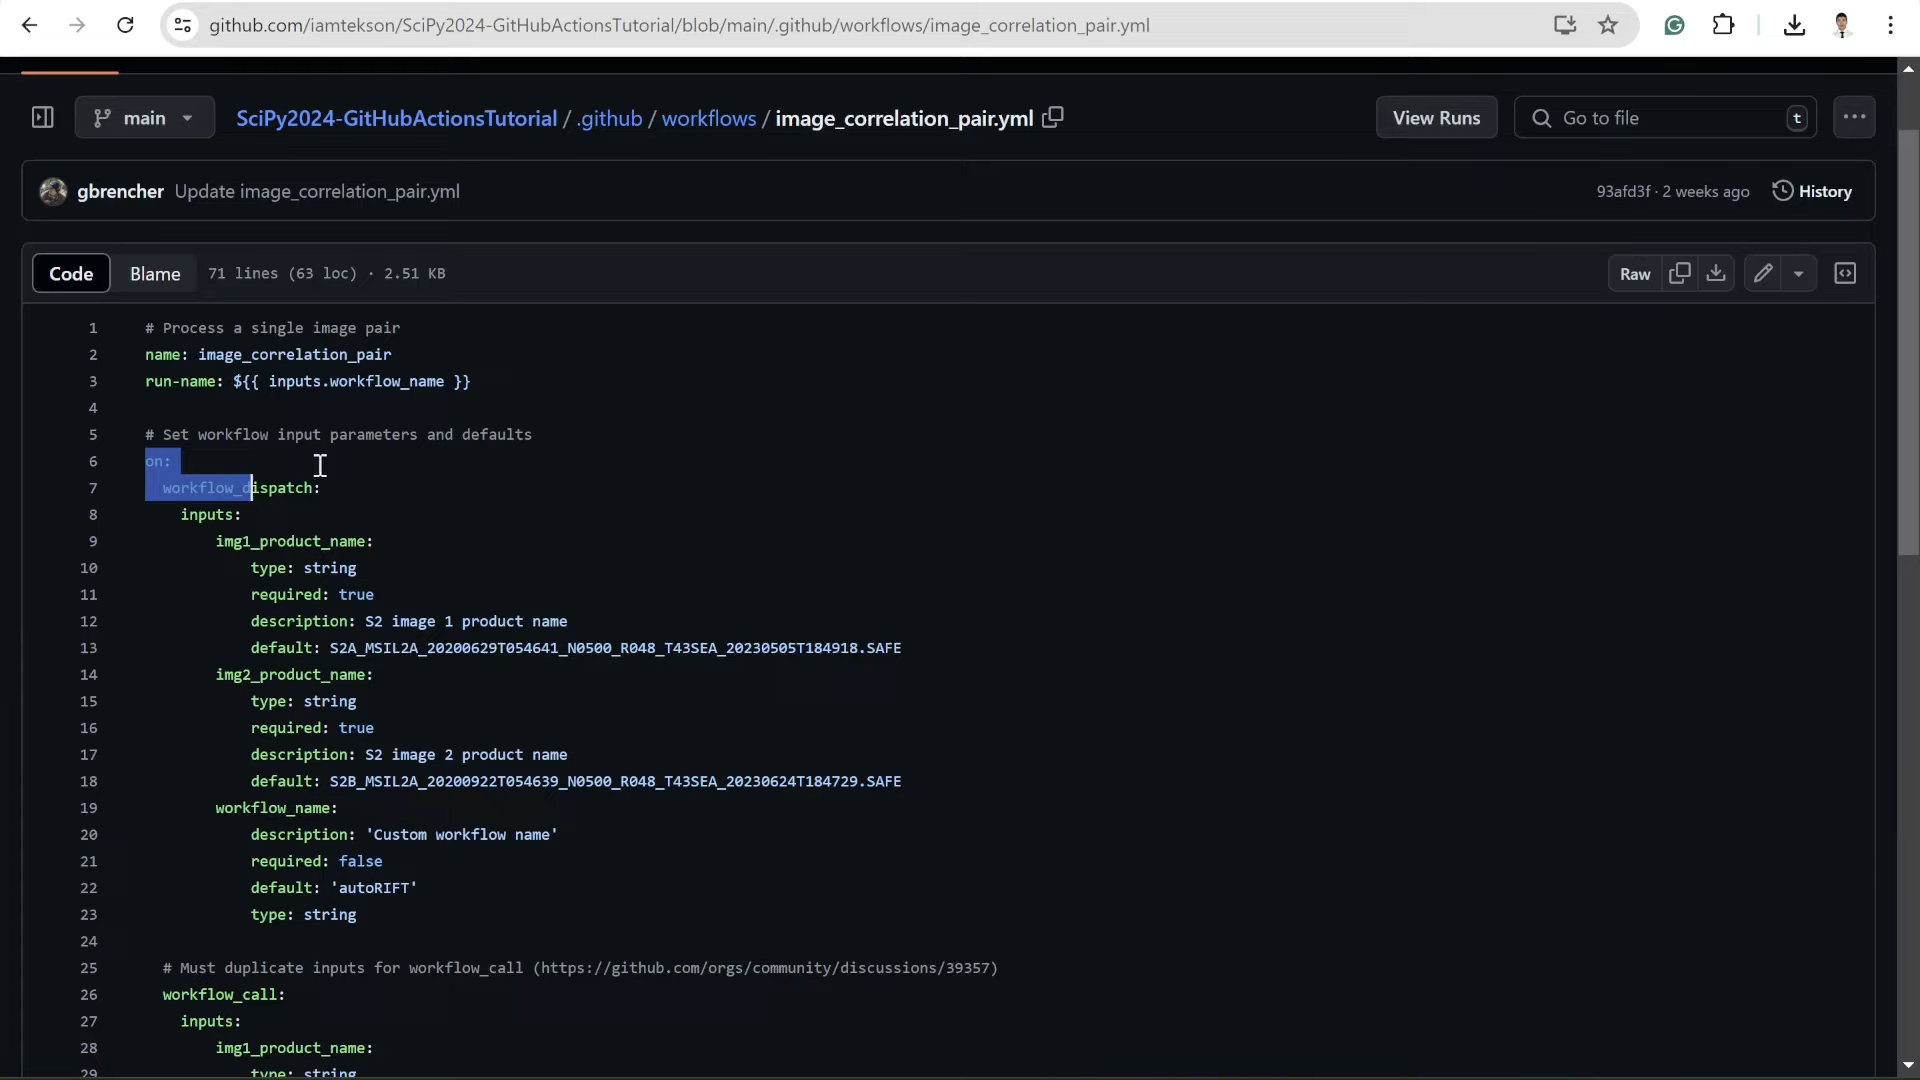 github.com/iamtekson/SciPy2024-GitHubActionsTutorial/blob/main/.github/workflows/image_correlation_pair.yml
main
SciPy2024-GitHubActionsTutorial / .github / workflows / image_correlation_pair.yml
View Runs
Go to file
t
gbrencher Update image_correlation_pair.yml
93afd3f · 2 weeks ago
History
Code Blame 71 lines (63 loc) · 2.51 KB
Raw
1 # Process a single image pair
2 name: image_correlation_pair
3 run-name: ${{ inputs.workflow_name }}
4
5 # Set workflow input parameters and defaults
6 on:
7 workflow_dispatch:
8 inputs:
9 img1_product_name:
10 type: string
11 required: true
12 description: S2 image 1 product name
13 default: S2A_MSIL2A_20200629T054641_N0500_R048_T43SEA_20230505T184918.SAFE
14 img2_product_name:
15 type: string
16 required: true
17 description: S2 image 2 product name
18 default: S2B_MSIL2A_20200922T054639_N0500_R048_T43SEA_20230624T184729.SAFE
19 workflow_name:
20 description: 'Custom workflow name'
21 required: false
22 default: 'autoRIFT'
23 type: string
24
25 # Must duplicate inputs for workflow_call (https://github.com/orgs/community/discussions/39357)
26 workflow_call:
27 inputs:
28 img1_product_name:
29 type: string